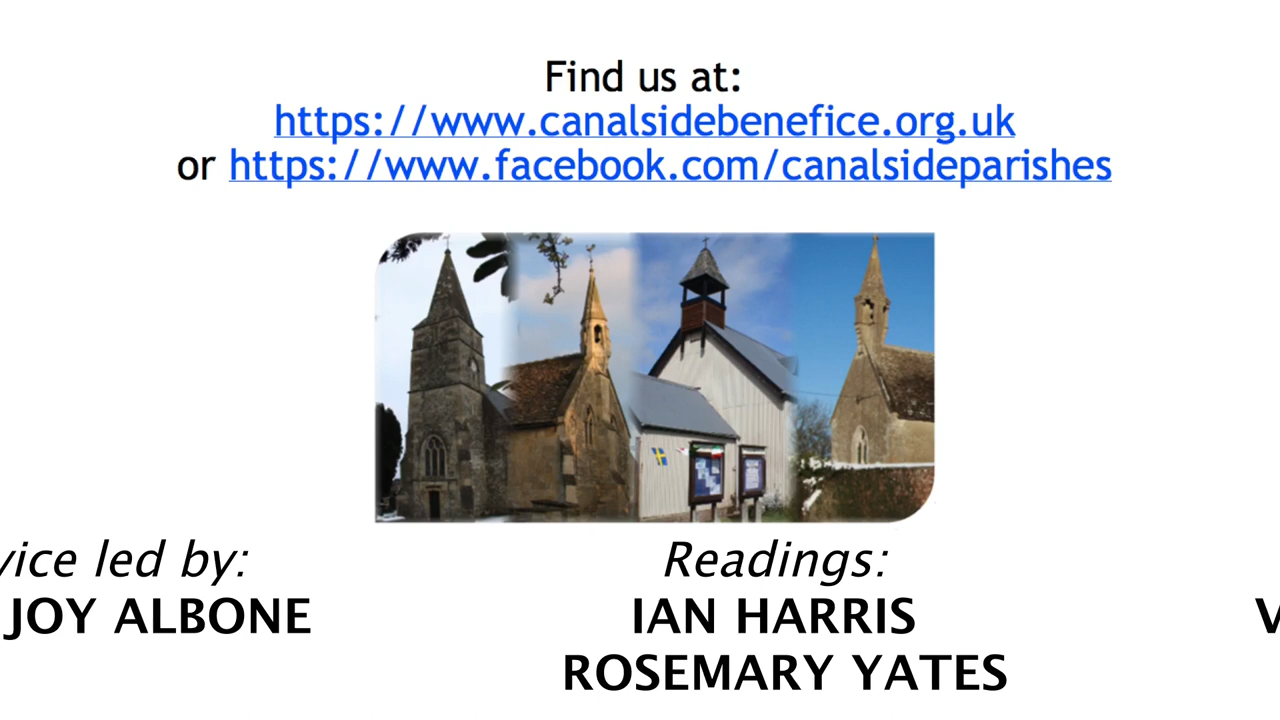 Find us at:
https://www.canalsidebenefice.org.uk
or https://www.facebook.com/canalsideparishes
led by:
JOY ALBONE
Readings:
IAN HARRIS
ROSEMARY YATES